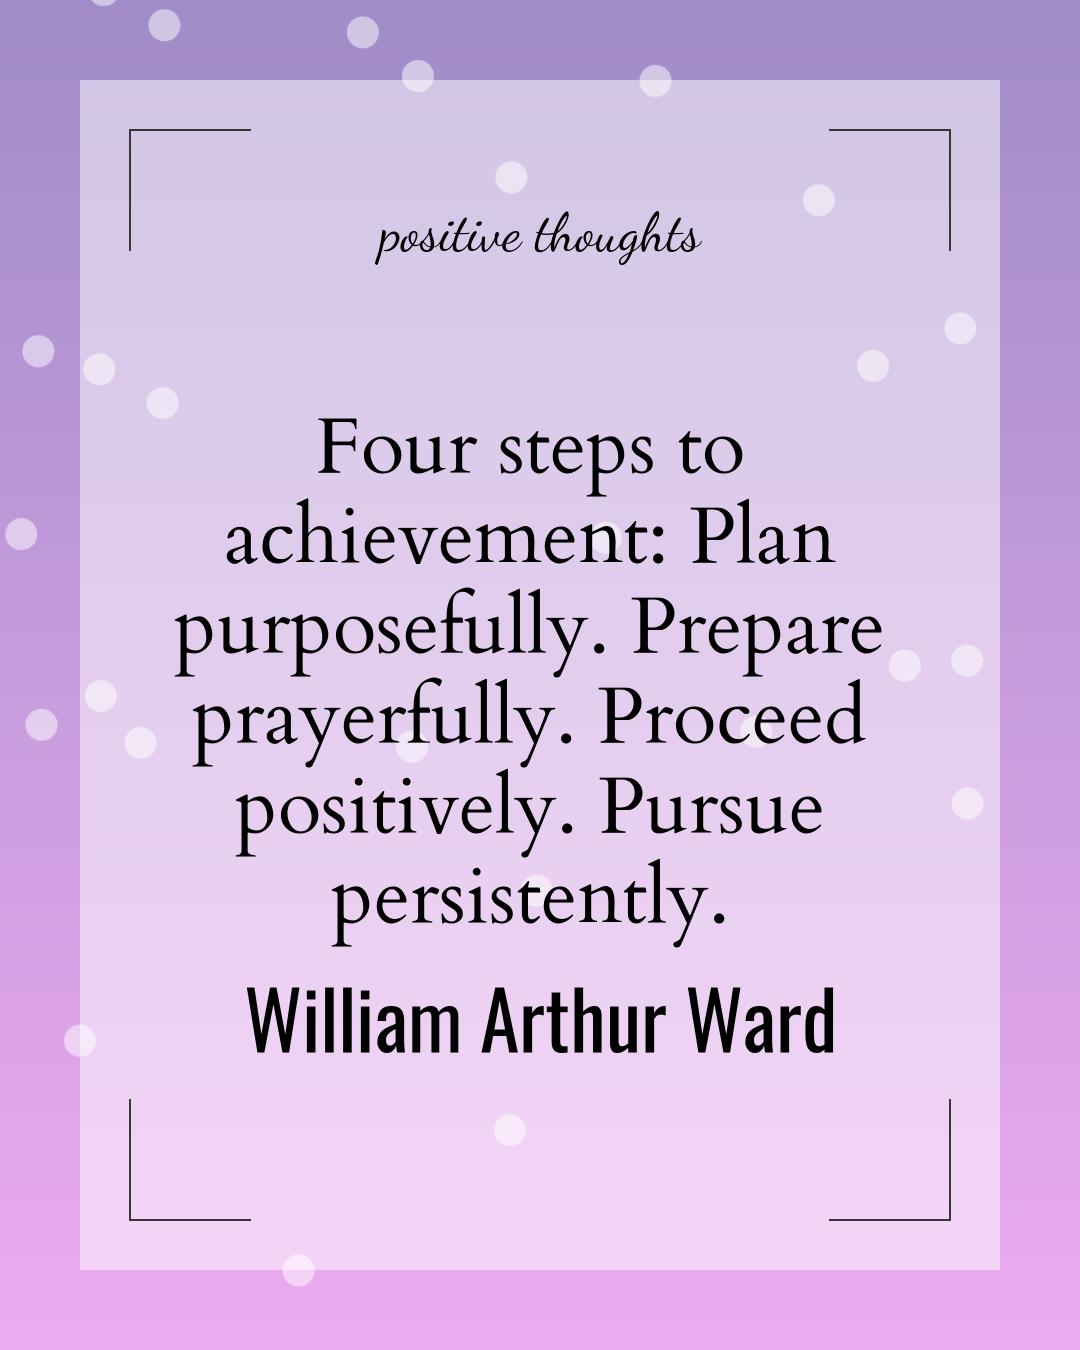 positive thoughts
Four steps to
achievement: Plan
purposefully. Prepare
prayerfully. Proceed
positively. Pursue
persistently.
William Arthur Ward